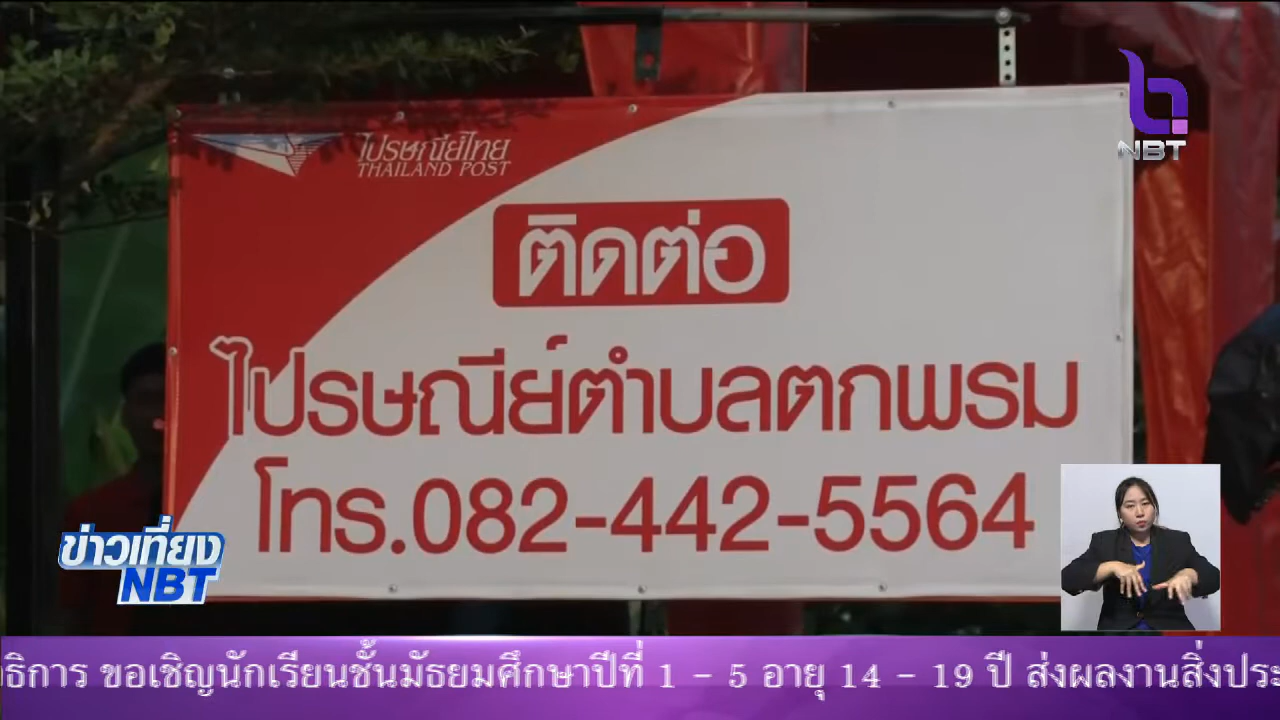 ไปรษณีย์ไทย
THAILAND POST
NBT
ติดต่อ
ไปรษณีย์ตำบลตกพรม
โทร.082-442-5564
ข่าวเที่ยง
NBT
ธิการ ขอเชิญนักเรียนชั้นมัธยมศึกษาปีที่ 1 - 5 อายุ 14 - 19 ปี ส่งผลงานสิ่งประ